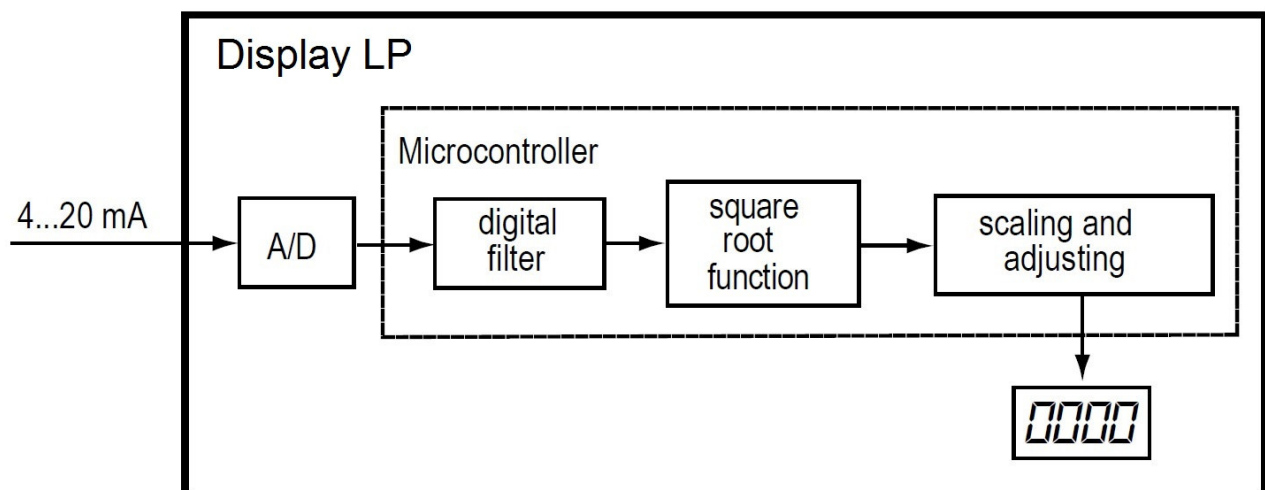 Display LP
Microcontroller
4...20 mA
A/D
digital
filter
square
root
function
scaling and
adjusting
0000